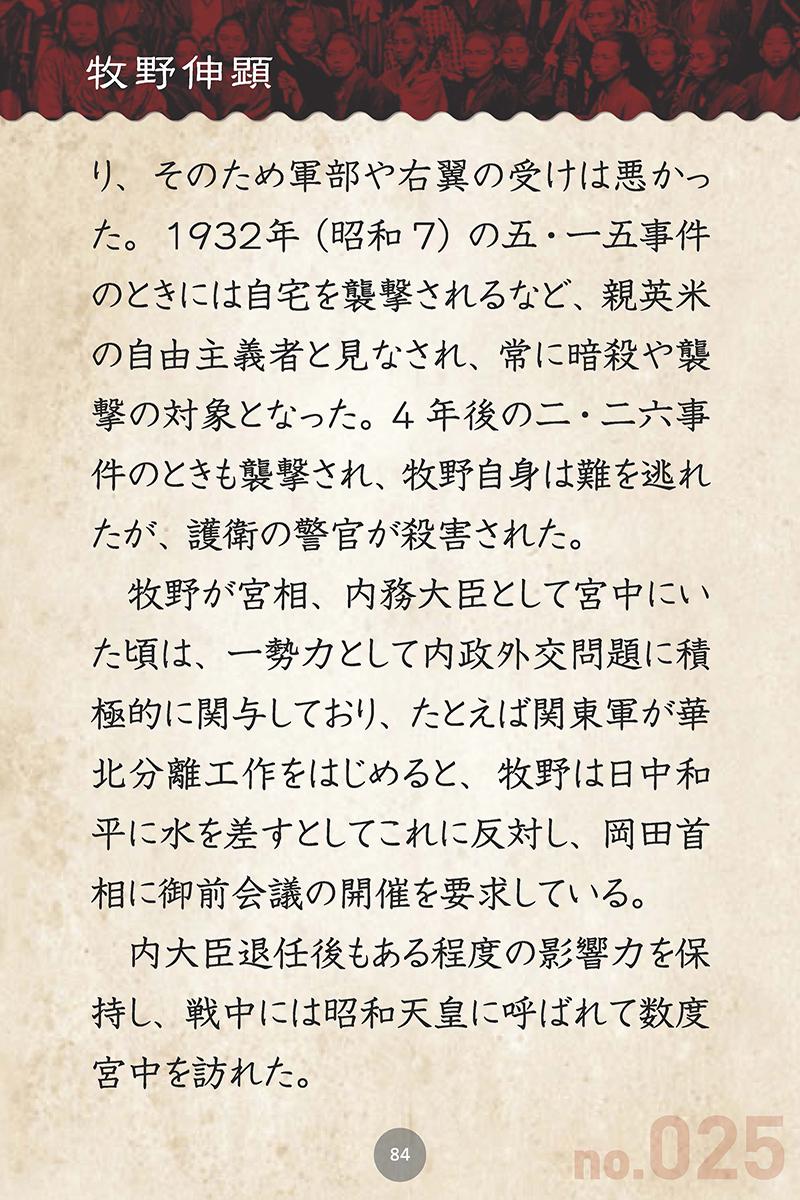 牧野伸顕
り、そのため軍部や右翼の受けは悪かっ
た。1932年（昭和7）の五・一五事件
のときには自宅を襲撃されるなど、親英米
の自由主義者と見なされ、常に暗殺や襲
撃の対象となった。4年後の二・二六事
件のときも襲撃され、牧野自身は難を逃れ
たが、護衛の警官が殺害された。
牧野が宮相、内務大臣として宮中にい
た頃は、一勢力として内政外交問題に積
極的に関与しており、たとえば関東軍が華
北分離工作をはじめると、牧野は日中和
平に水を差すとしてこれに反対し、岡田首
相に御前会議の開催を要求している。
内大臣退任後もある程度の影響力を保
持し、戦中には昭和天皇に呼ばれて数度
宮中を訪れた。
84
no.025